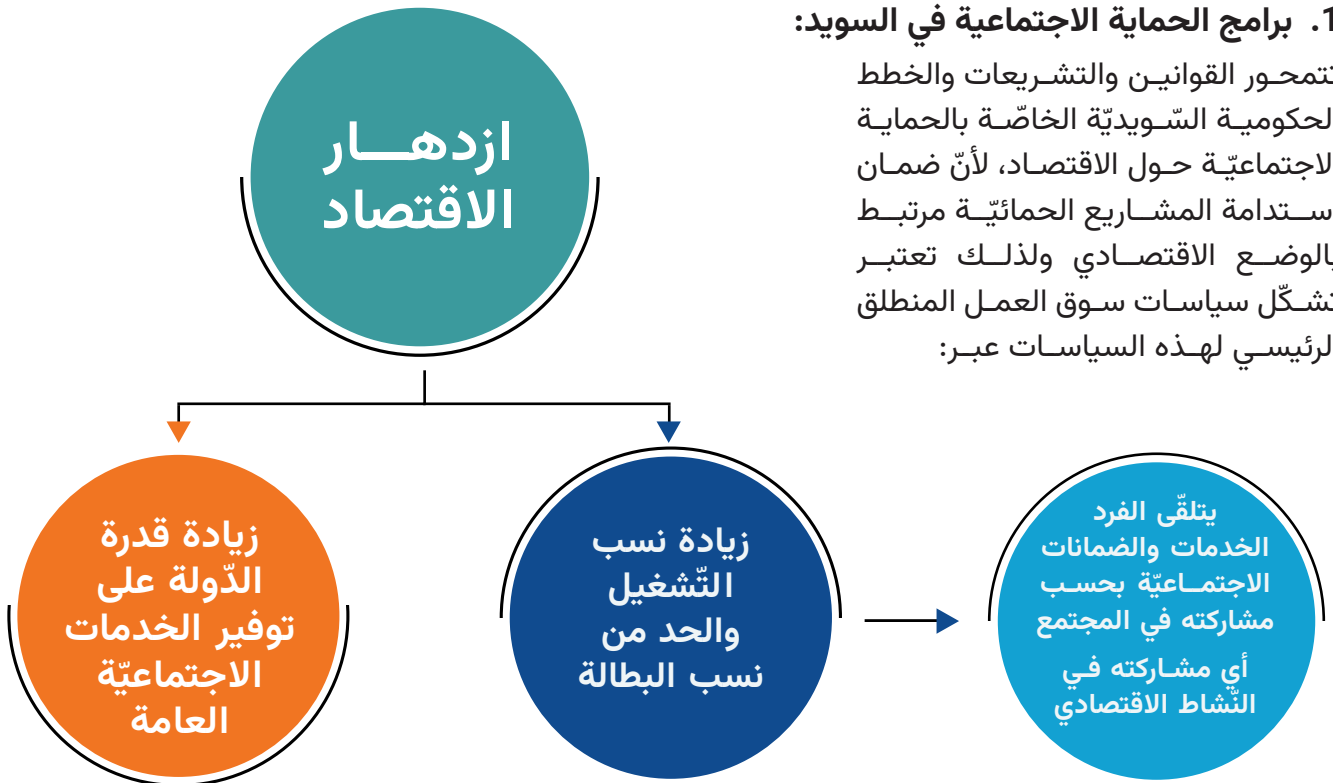 1. برامج الحماية الاجتماعية في السويد:
تتمحور القوانين والتشريعات والخطط
الحكومية السّويديّة الخاصّة بالحماية
الاجتماعيّة حول الاقتصاد، لأنّ ضمان
استدامة المشاريع الحمائيّة مرتبط
بالوضع الاقتصادي ولذلك تعتبر
تشكّل سياسات سوق العمل المنطلق
الرئيسي لهذه السياسات عبر:
ازدهار
الاقتصاد
يتلقّى الفرد
الخدمات والضمانات
الاجتماعيّة بحسب
مشاركته في المجتمع
أي مشاركته في
النّشاط الاقتصادي
زيادة نسب
التّشغيل
والحد من
نسب البطالة
زيادة قدرة
الدّولة على
توفير الخدمات
الاجتماعيّة
العامة